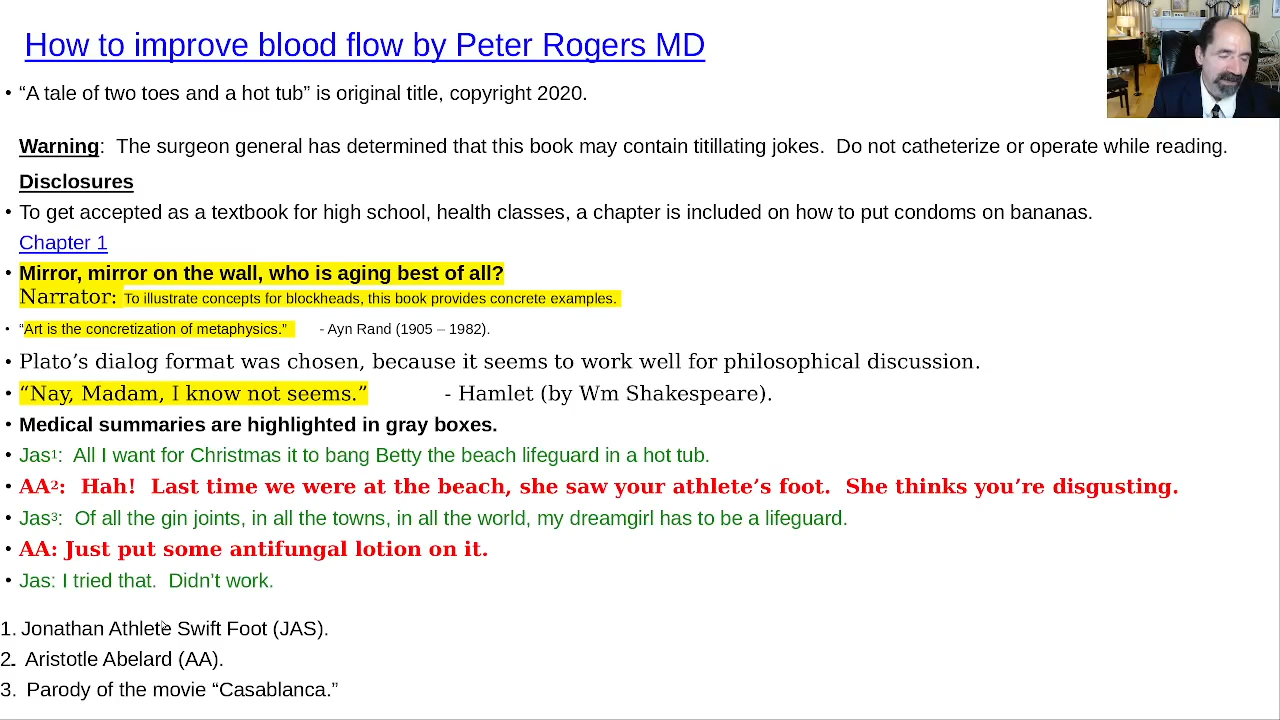 How to improve blood flow by Peter Rogers MD
• “A tale of two toes and a hot tub” is original title, copyright 2020.
Warning:  The surgeon general has determined that this book may contain titillating jokes.  Do not catheterize or operate while reading.
Disclosures
• To get accepted as a textbook for high school, health classes, a chapter is included on how to put condoms on bananas.
Chapter 1
• Mirror, mirror on the wall, who is aging best of all?
Narrator: To illustrate concepts for blockheads, this book provides concrete examples.
• “Art is the concretization of metaphysics.”  - Ayn Rand (1905 – 1982).
• Plato’s dialog format was chosen, because it seems to work well for philosophical discussion.
• “Nay, Madam, I know not seems.”  - Hamlet (by Wm Shakespeare).
• Medical summaries are highlighted in gray boxes.
• Jas¹:  All I want for Christmas it to bang Betty the beach lifeguard in a hot tub.
• AA²:  Hah!  Last time we were at the beach, she saw your athlete’s foot.  She thinks you’re disgusting.
• Jas³:  Of all the gin joints, in all the towns, in all the world, my dreamgirl has to be a lifeguard.
• AA: Just put some antifungal lotion on it.
• Jas: I tried that.  Didn’t work.
1. Jonathan Athlete Swift Foot (JAS).
2.  Aristotle Abelard (AA).
3.  Parody of the movie “Casablanca.”